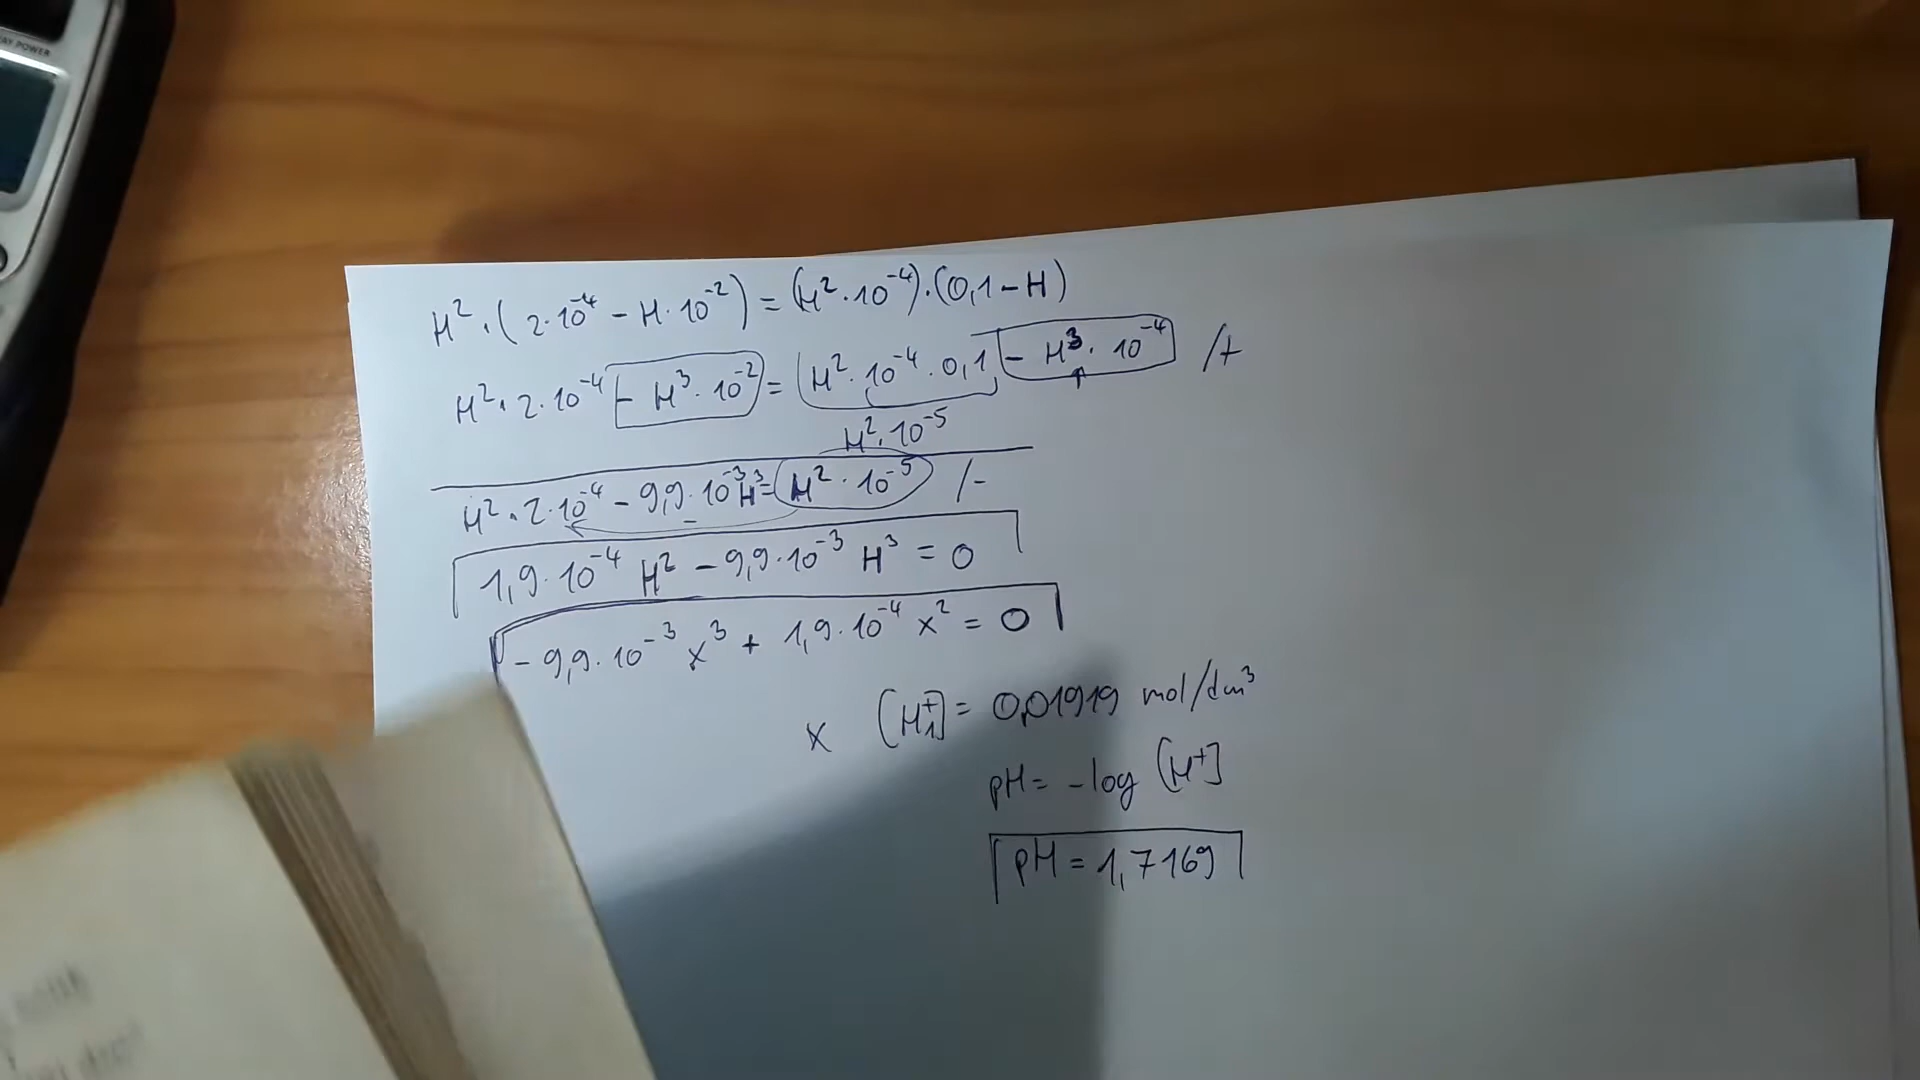 AY POWER
H²·(2·10⁻⁴ - H·10⁻²) = (H²·10⁻⁴)·(0,1-H)
H²·2·10⁻⁴ - H³·10⁻² = H²·10⁻⁴·0,1 - H³·10⁻⁴ /+
H²·10⁻⁵
H²·2·10⁻⁴ - 9,9·10⁻³H³ = H²·10⁻⁵ /-
1,9·10⁻⁴ H² - 9,9·10⁻³ H³ = 0
- 9,9·10⁻³ x³ + 1,9·10⁻⁴ x² = 0
x [H₁⁺] = 0,01919 mol/dm³
pH = -log [H⁺]
pH = 1,7169